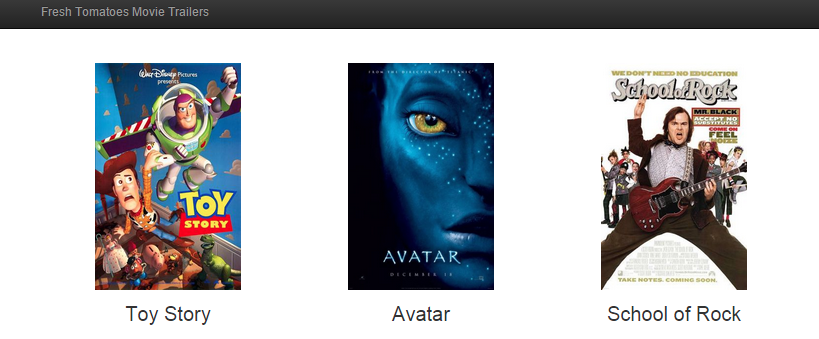 Fresh Tomatoes Movie Trailers
WALT DISNEY Pictures
presents
TOY
STORY
FROM THE DIRECTOR OF TITANIC
AVATAR
DECEMBER 18
WE DON'T NEED NO EDUCATION
School of Rock
MR. BLACK
ACCEPT NO
SUBSTITUTES
COME ON
FEEL
NOIZE
TAKE NOTES. COMING SOON.
Toy Story
Avatar
School of Rock